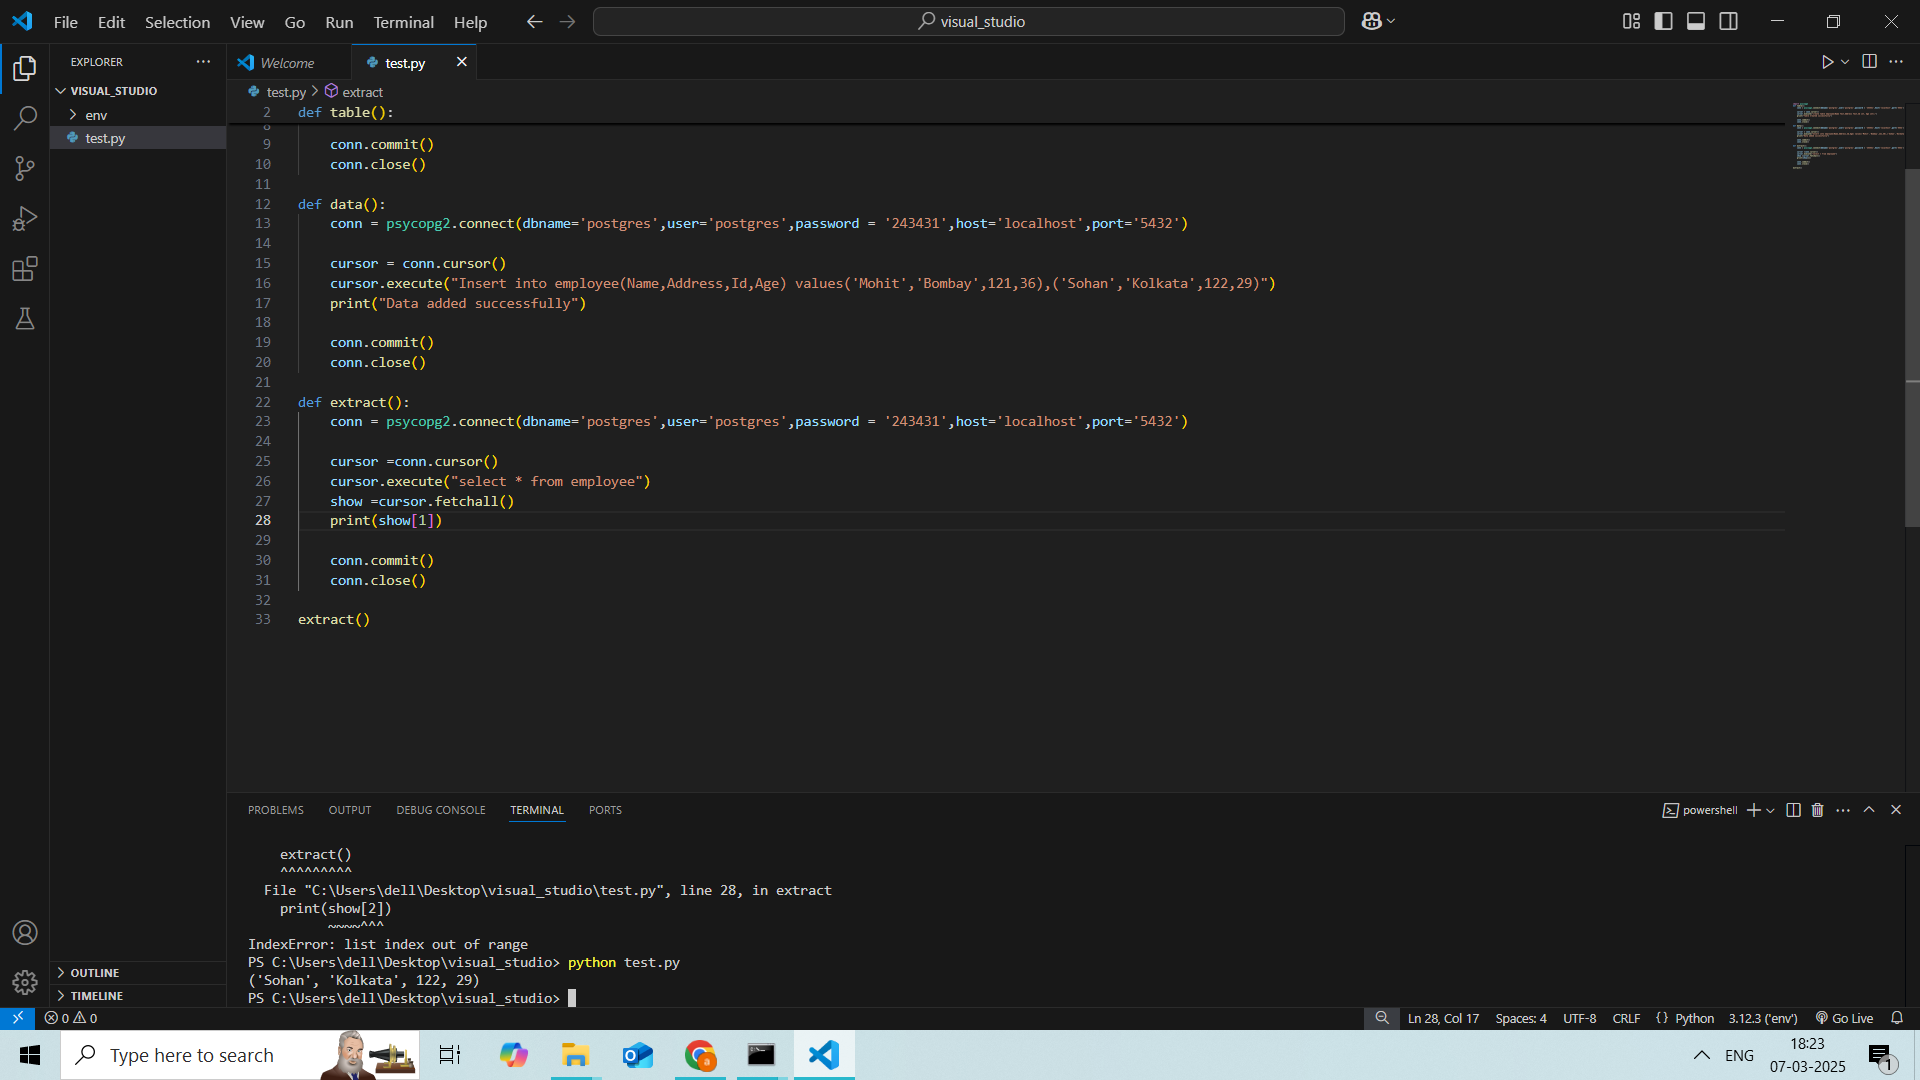 File Edit Selection View Go Run Terminal Help
visual_studio
EXPLORER
VISUAL_STUDIO
env
test.py
OUTLINE
TIMELINE
Welcome
test.py
test.py > extract
2 def table():
8
9 conn.commit()
10 conn.close()
11
12 def data():
13 conn = psycopg2.connect(dbname='postgres',user='postgres',password = '243431',host='localhost',port='5432')
14
15 cursor = conn.cursor()
16 cursor.execute("Insert into employee(Name,Address,Id,Age) values('Mohit','Bombay',121,36),('Sohan','Kolkata',122,29)")
17 print("Data added successfully")
18
19 conn.commit()
20 conn.close()
21
22 def extract():
23 conn = psycopg2.connect(dbname='postgres',user='postgres',password = '243431',host='localhost',port='5432')
24
25 cursor =conn.cursor()
26 cursor.execute("select * from employee")
27 show =cursor.fetchall()
28 print(show[1])
29
30 conn.commit()
31 conn.close()
32
33 extract()
PROBLEMS OUTPUT DEBUG CONSOLE TERMINAL PORTS
powershell
extract()
^^^^^^^^^
File "C:\Users\dell\Desktop\visual_studio\test.py", line 28, in extract
print(show[2])
~~~~^^^
IndexError: list index out of range
PS C:\Users\dell\Desktop\visual_studio> python test.py
('Sohan', 'Kolkata', 122, 29)
PS C:\Users\dell\Desktop\visual_studio>
0 0
Ln 28, Col 17 Spaces: 4 UTF-8 CRLF {} Python 3.12.3 ('env') Go Live
Type here to search
ENG
18:23
07-03-2025
1